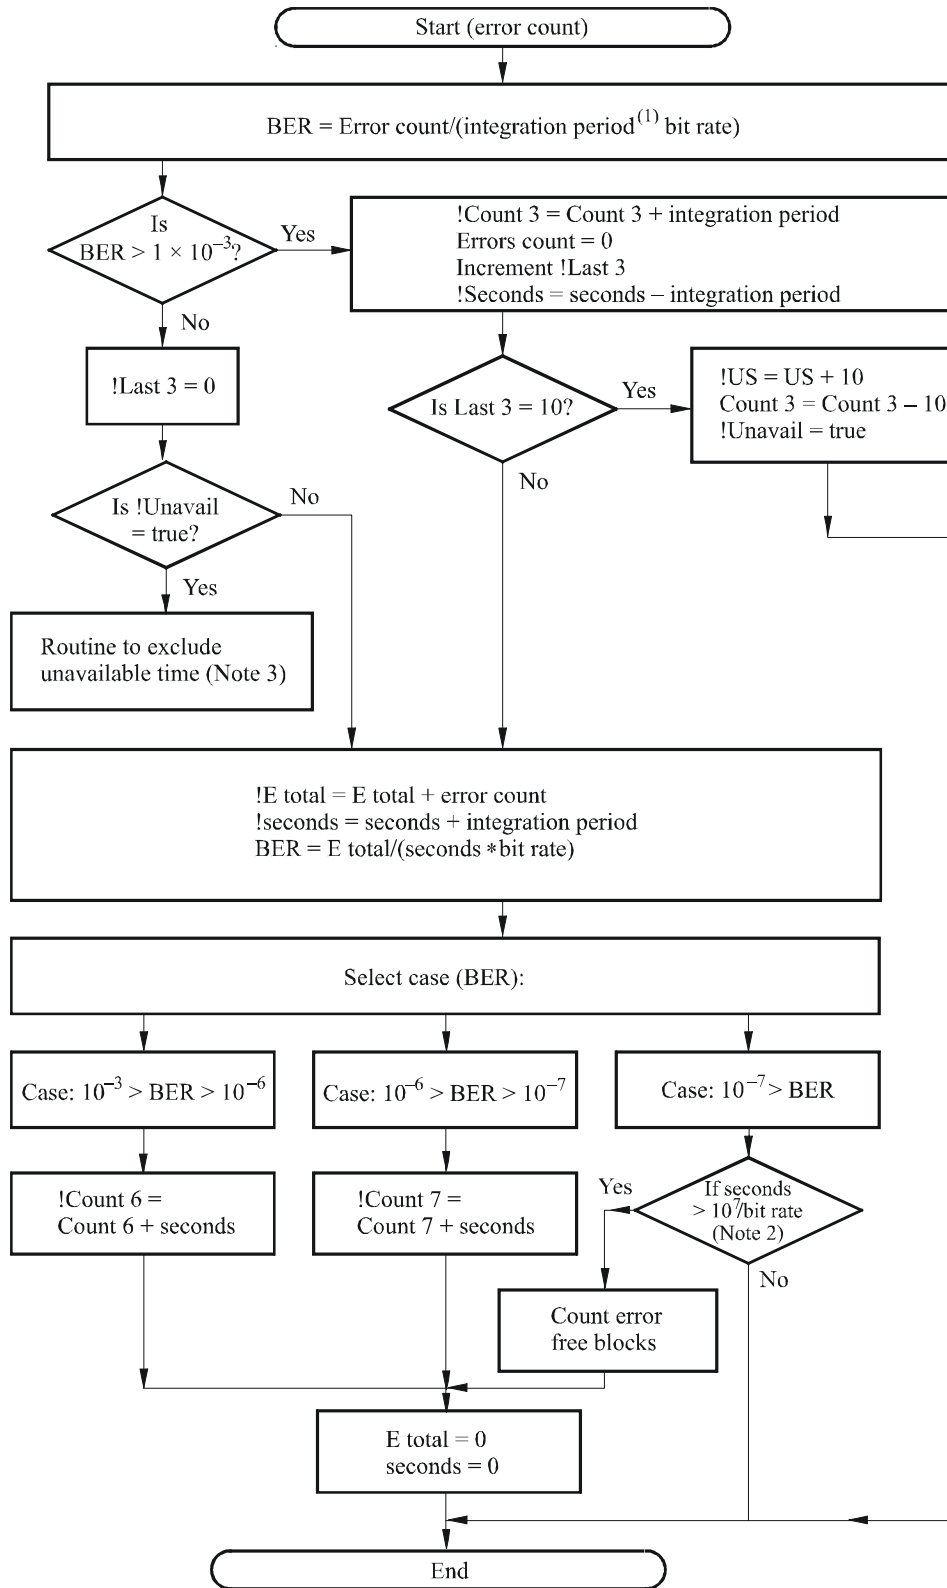 Start (error count)
BER = Error count/(integration period(1) bit rate)
Is
BER > 1 × 10–3?
Yes
No
!Count 3 = Count 3 + integration period
Errors count = 0
Increment !Last 3
!Seconds = seconds – integration period
!Last 3 = 0
Is Last 3 = 10?
Yes
No
!US = US + 10
Count 3 = Count 3 – 10
!Unavail = true
Is !Unavail
= true?
No
Yes
Routine to exclude
unavailable time (Note 3)
!E total = E total + error count
!seconds = seconds + integration period
BER = E total/(seconds *bit rate)
Select case (BER):
Case: 10–3 > BER > 10–6
Case: 10–6 > BER > 10–7
Case: 10–7 > BER
!Count 6 =
Count 6 + seconds
!Count 7 =
Count 7 + seconds
Yes
If seconds
> 107/bit rate
(Note 2)
No
Count error
free blocks
E total = 0
seconds = 0
End